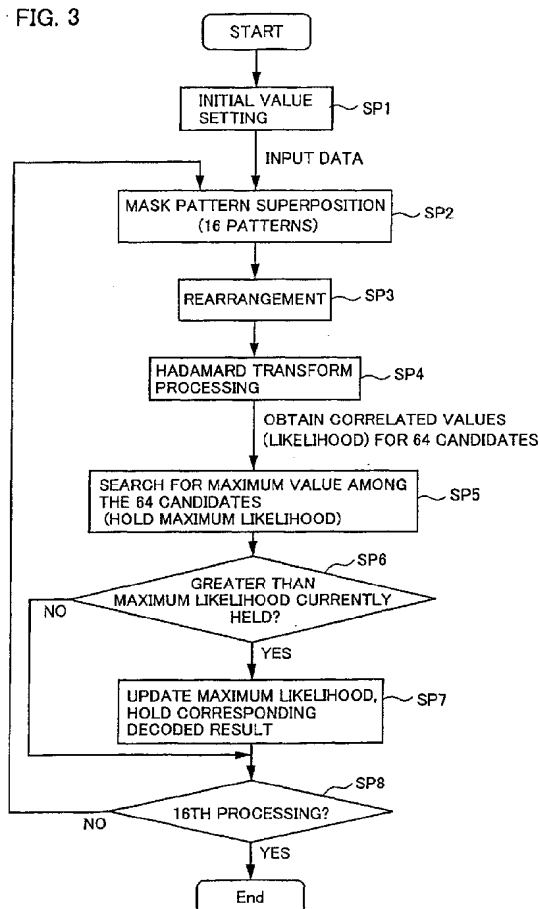 FIG. 3
START
INITIAL VALUE
SETTING
SP1
INPUT DATA
MASK PATTERN SUPERPOSITION
(16 PATTERNS)
SP2
REARRANGEMENT
SP3
HADAMARD TRANSFORM
PROCESSING
SP4
OBTAIN CORRELATED VALUES
(LIKELIHOOD) FOR 64 CANDIDATES
SEARCH FOR MAXIMUM VALUE AMONG
THE 64 CANDIDATES
(HOLD MAXIMUM LIKELIHOOD)
SP5
SP6
GREATER THAN
MAXIMUM LIKELIHOOD CURRENTLY
HELD?
NO
YES
UPDATE MAXIMUM LIKELIHOOD,
HOLD CORRESPONDING
DECODED RESULT
SP7
SP8
16TH PROCESSING?
NO
YES
End